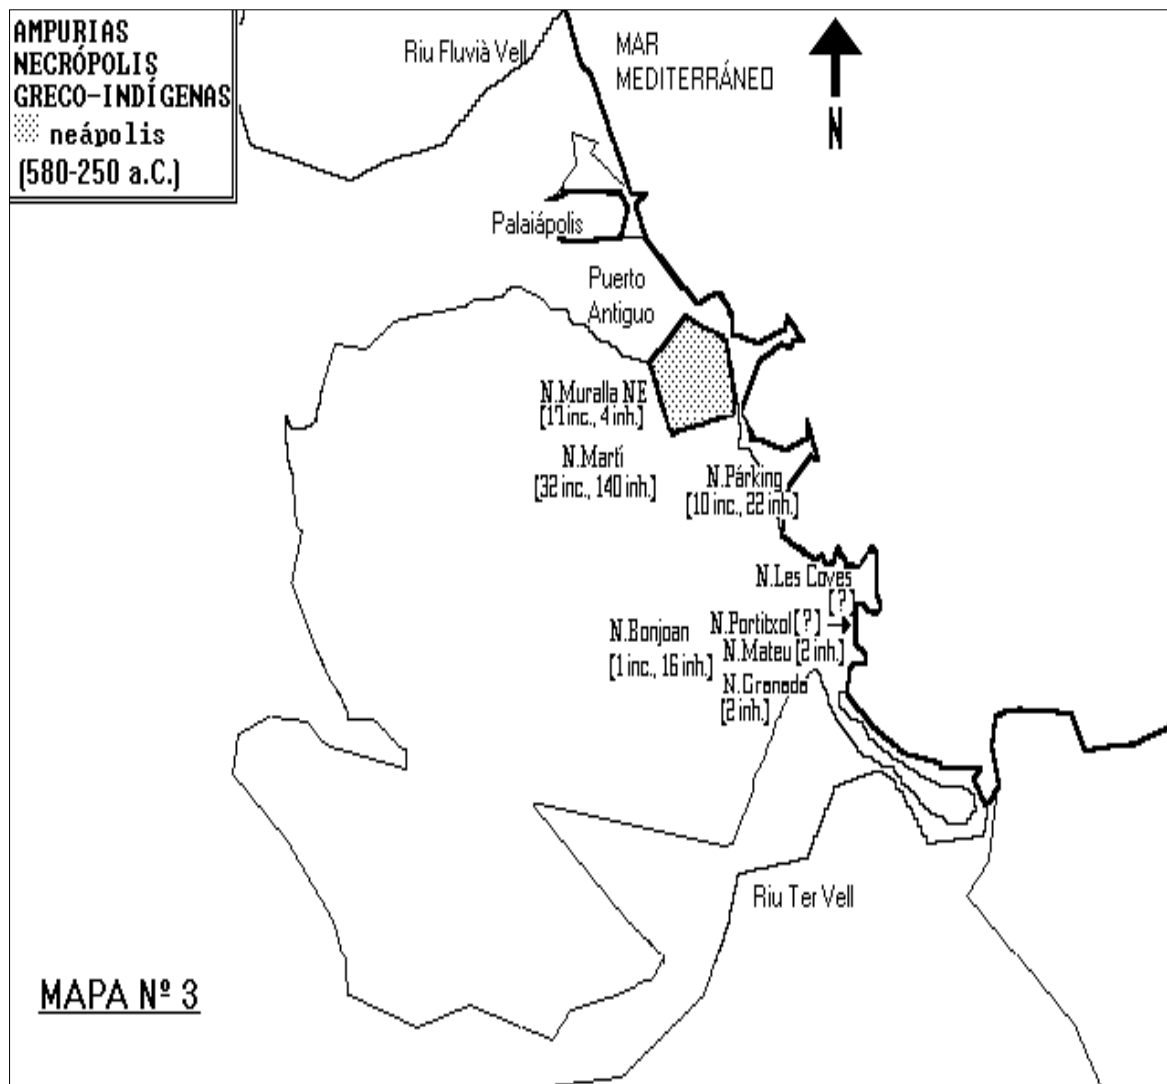 AMPURIAS
NECRÓPOLIS
GRECO-INDÍGENAS
neápolis
(580-250 a.C.)
Riu Fluvià Vell
MAR
MEDITERRÁNEO
N
Palaiápolis
Puerto
Antiguo
N.Muralla NE
[17 inc., 4 inh.]
N.Martí
[32 inc., 140 inh.]
N.Párking
[10 inc., 22 inh.]
N.Les Coves
[?]
N.Portitxol[?]
N.Bonjoan
[1 inc., 16 inh.]
N.Mateu [2 inh.]
N.Granada
[2 inh.]
Riu Ter Vell
MAPA Nº 3